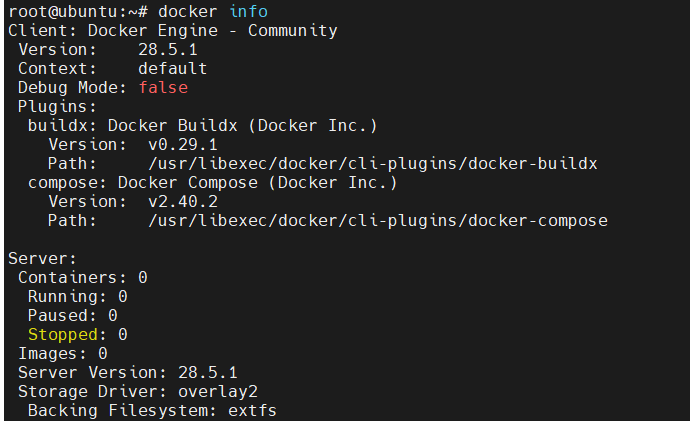 root@ubuntu:~# docker info
Client: Docker Engine - Community
 Version:    28.5.1
 Context:    default
 Debug Mode: false
 Plugins:
  buildx: Docker Buildx (Docker Inc.)
    Version:  v0.29.1
    Path:     /usr/libexec/docker/cli-plugins/docker-buildx
  compose: Docker Compose (Docker Inc.)
    Version:  v2.40.2
    Path:     /usr/libexec/docker/cli-plugins/docker-compose

Server:
 Containers: 0
  Running: 0
  Paused: 0
  Stopped: 0
 Images: 0
 Server Version: 28.5.1
 Storage Driver: overlay2
  Backing Filesystem: extfs